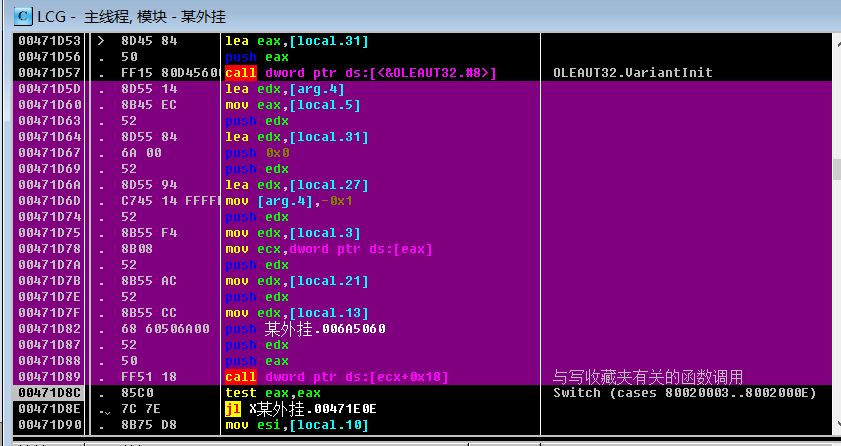 LCG - 主线程, 模块 - 某外挂
00471D53 > 8D45 84 lea eax,[local.31]
00471D56 . 50 push eax
00471D57 . FF15 80D45600 call dword ptr ds:[<&OLEAUT32.#8>] OLEAUT32.VariantInit
00471D5D . 8D55 14 lea edx,[arg.4]
00471D60 . 8B45 EC mov eax,[local.5]
00471D63 . 52 push edx
00471D64 . 8D55 84 lea edx,[local.31]
00471D67 . 6A 00 push 0x0
00471D69 . 52 push edx
00471D6A . 8D55 94 lea edx,[local.27]
00471D6D . C745 14 FFFFF mov [arg.4],-0x1
00471D74 . 52 push edx
00471D75 . 8B55 F4 mov edx,[local.3]
00471D78 . 8B08 mov ecx,dword ptr ds:[eax]
00471D7A . 52 push edx
00471D7B . 8B55 AC mov edx,[local.21]
00471D7E . 52 push edx
00471D7F . 8B55 CC mov edx,[local.13]
00471D82 . 68 60506A00 push 某外挂.006A5060
00471D87 . 52 push edx
00471D88 . 50 push eax
00471D89 . FF51 18 call dword ptr ds:[ecx+0x18] 与写收藏夹有关的函数调用
00471D8C . 85C0 test eax,eax Switch (cases 80020003..8002000E)
00471D8E . 7C 7E jl X某外挂.00471E0E
00471D90 . 8B75 D8 mov esi,[local.10]